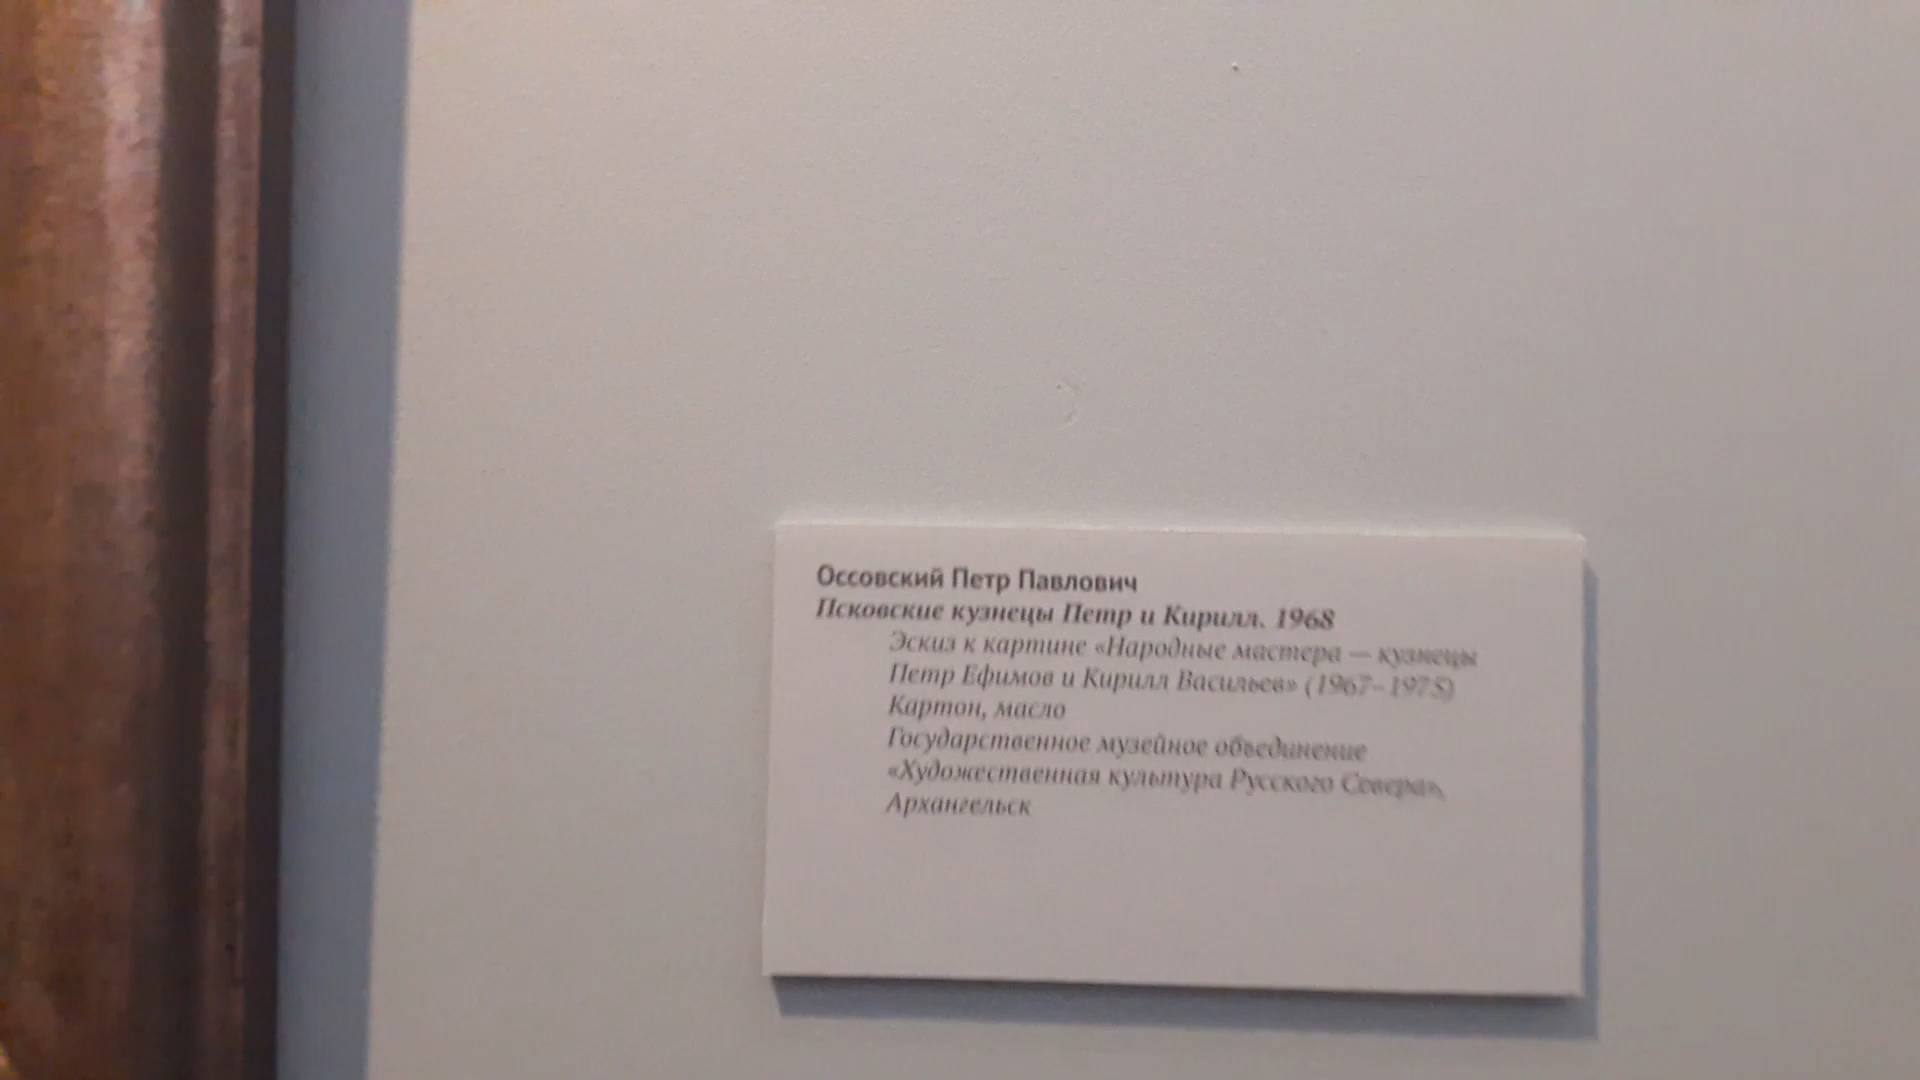 Оссовский Петр Павлович
Псковские кузнецы Петр и Кирилл. 1968
Эскиз к картине «Народные мастера — кузнецы
Петр Ефимов и Кирилл Васильев» (1967–1975)
Картон, масло
Государственное музейное объединение
«Художественная культура Русского Севера»,
Архангельск